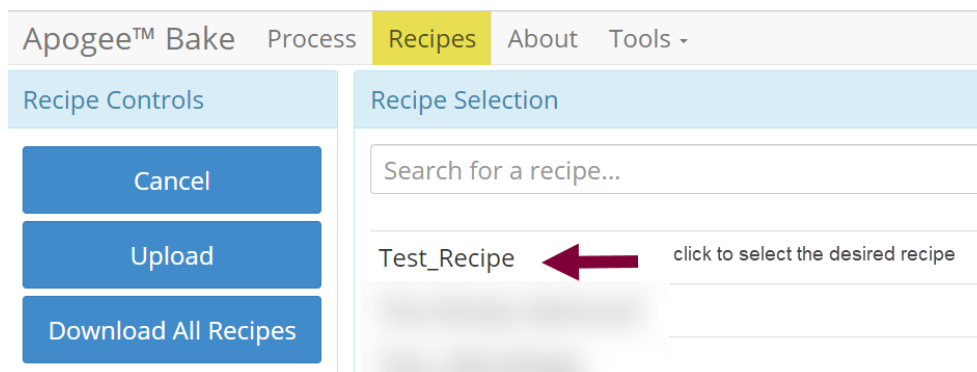 Apogee™ Bake Process Recipes About Tools
Recipe Controls
Recipe Selection
Cancel
Upload
Download All Recipes
Search for a recipe...
Test_Recipe click to select the desired recipe